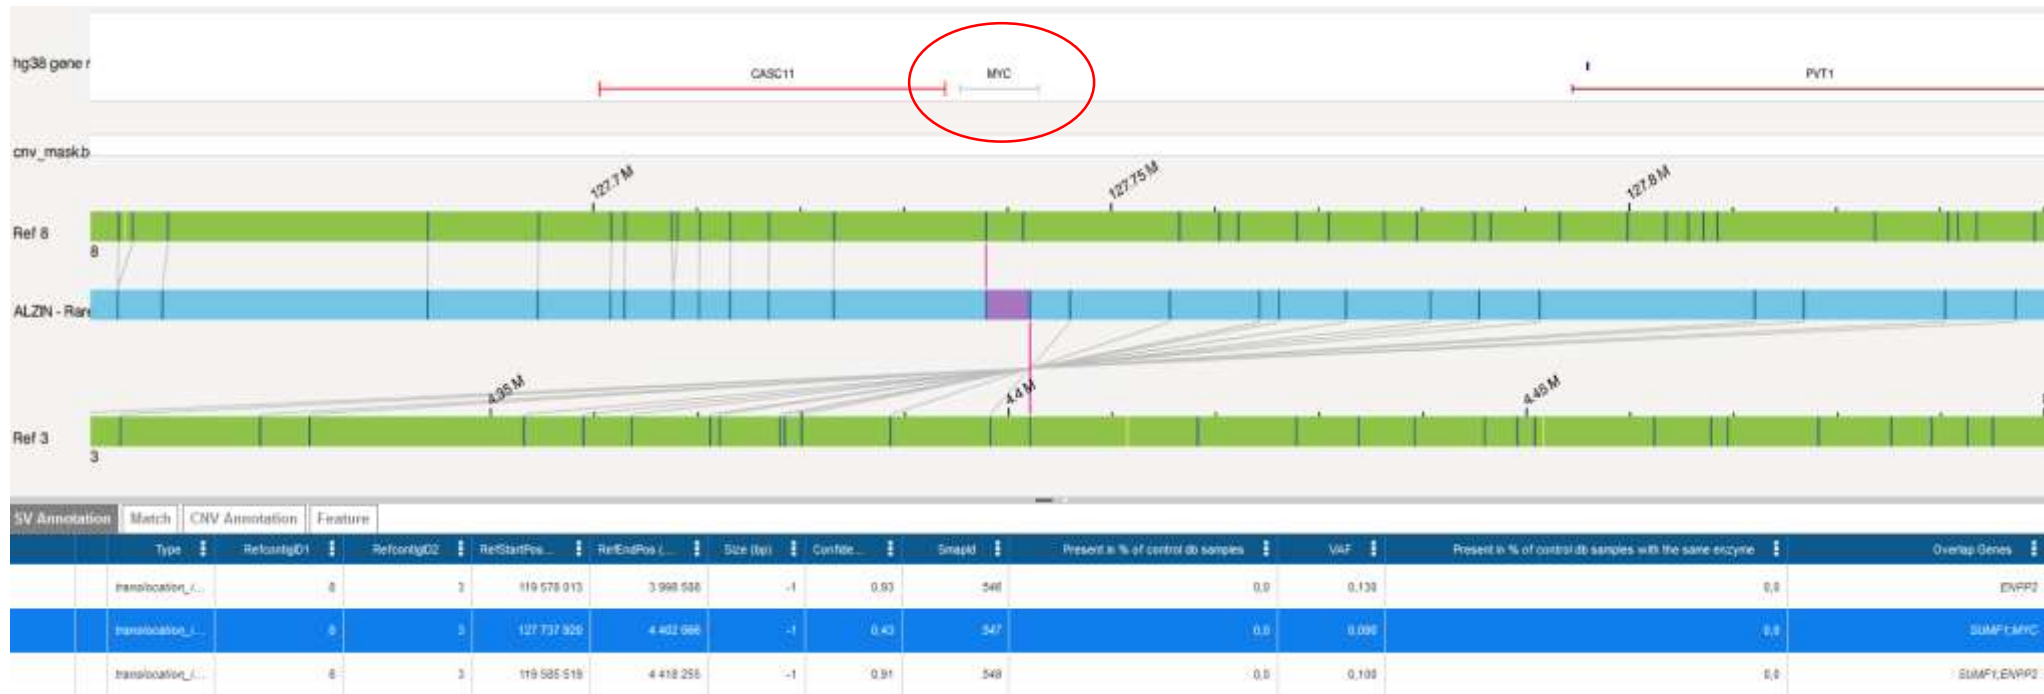 hg38 gene r
CASC11
MYC
PVT1
cnv_mask.b
127.7 M
127.75 M
127.8 M
Ref 8
8
ALZIN - Rare
4.35 M
4.4 M
4.45 M
Ref 3
3
SV Annotation Match CNV Annotation Feature
Type RefcontigID1 RefcontigID2 RefStartPos... RefEndPos (... Size (bp) Confide... SmapId Present in % of control db samples VAF Present in % of control db samples with the same enzyme Overlap Genes
translocation_i... 8 3 119 578 013 3 998 588 -1 0,93 546 0,0 0,130 0,0 ENPP2
translocation_i... 8 3 127 737 929 4 402 666 -1 0,43 547 0,0 0,090 0,0 SUMF1;MYC
translocation_i... 8 3 119 585 519 4 418 255 -1 0,91 548 0,0 0,100 0,0 SUMF1;ENPP2